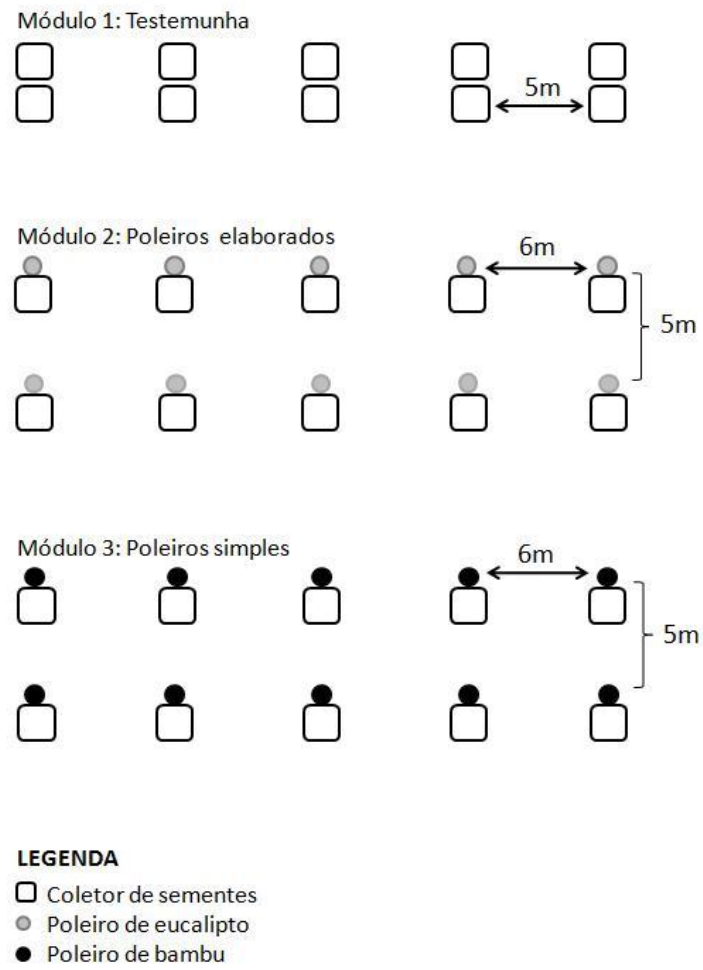 Módulo 1: Testemunha
5m
Módulo 2: Poleiros elaborados
6m
5m
Módulo 3: Poleiros simples
6m
5m
LEGENDA
Coletor de sementes
Poleiro de eucalipto
Poleiro de bambu